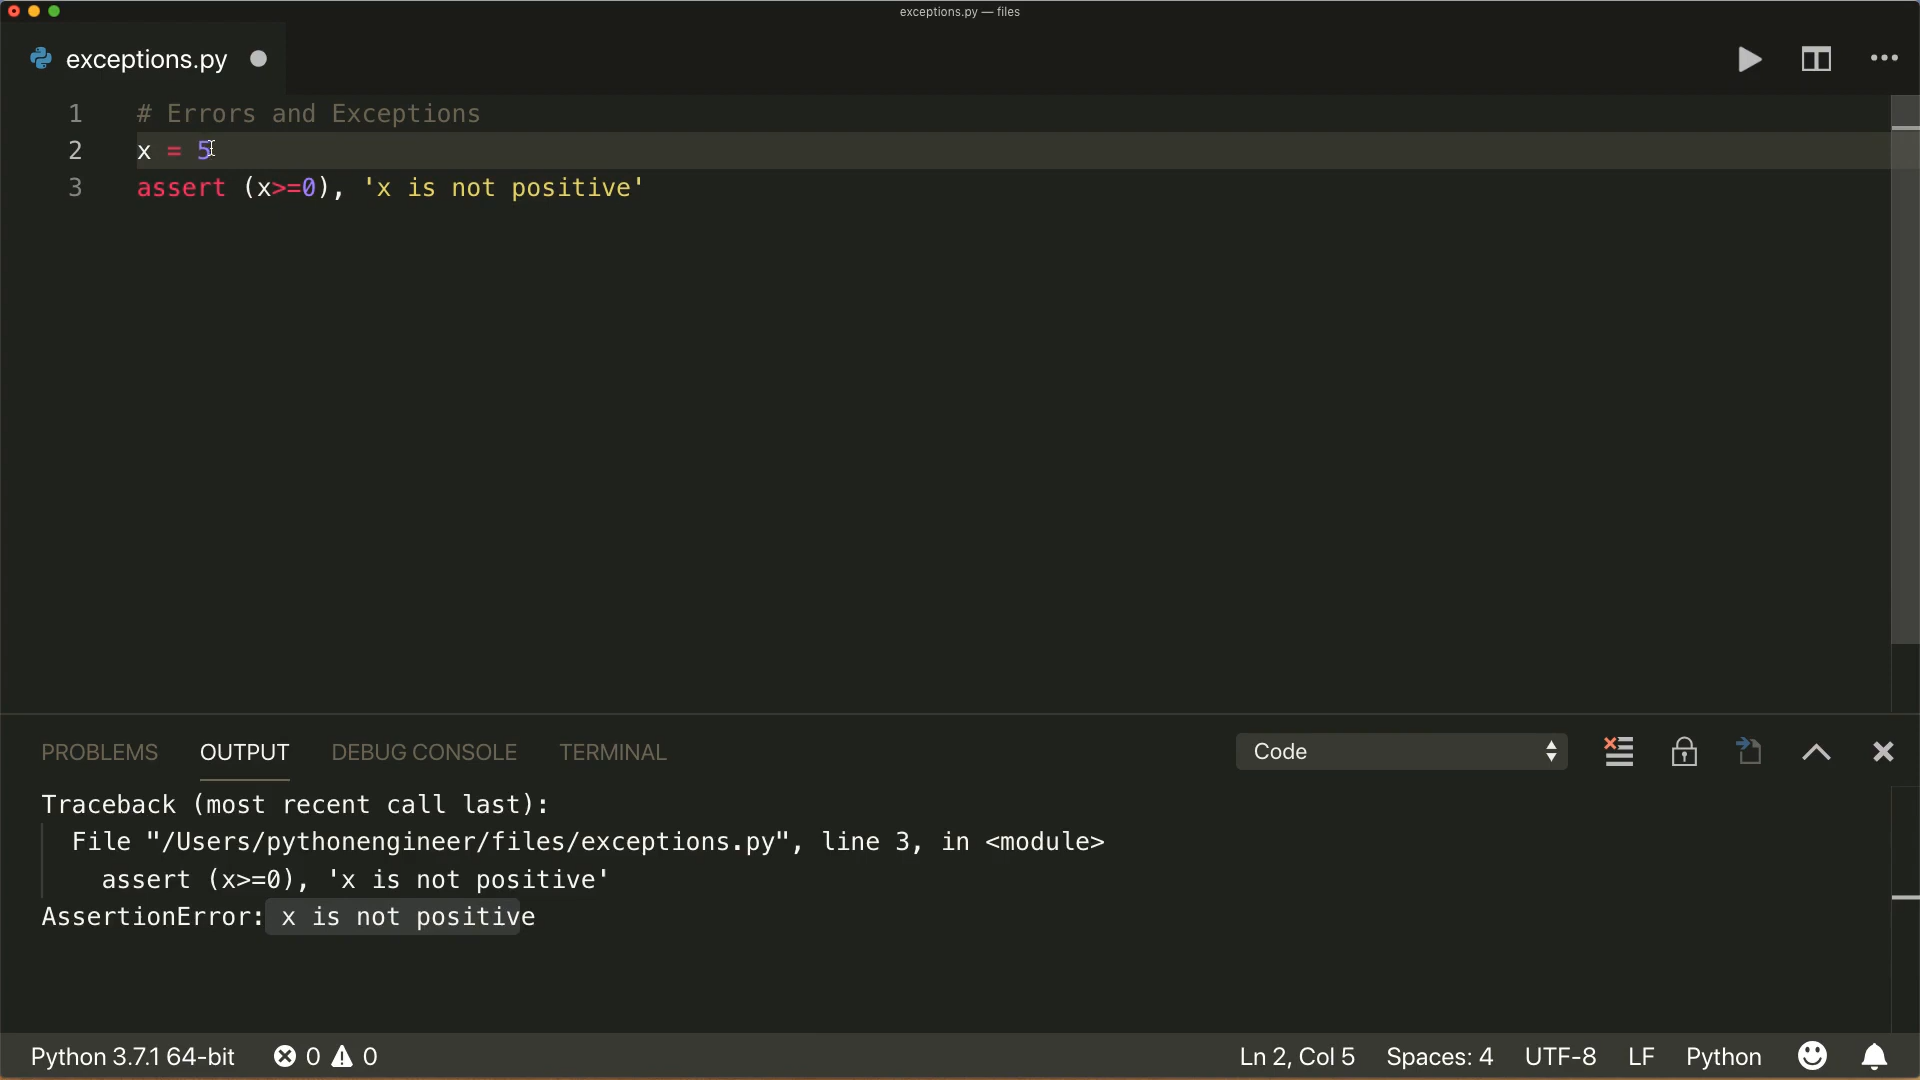 exceptions.py — files
exceptions.py
1 # Errors and Exceptions
2 x = 5
3 assert (x>=0), 'x is not positive'
PROBLEMS OUTPUT DEBUG CONSOLE TERMINAL Code
Traceback (most recent call last):
File "/Users/pythonengineer/files/exceptions.py", line 3, in <module>
assert (x>=0), 'x is not positive'
AssertionError: x is not positive
Python 3.7.1 64-bit 0 0 Ln 2, Col 5 Spaces: 4 UTF-8 LF Python